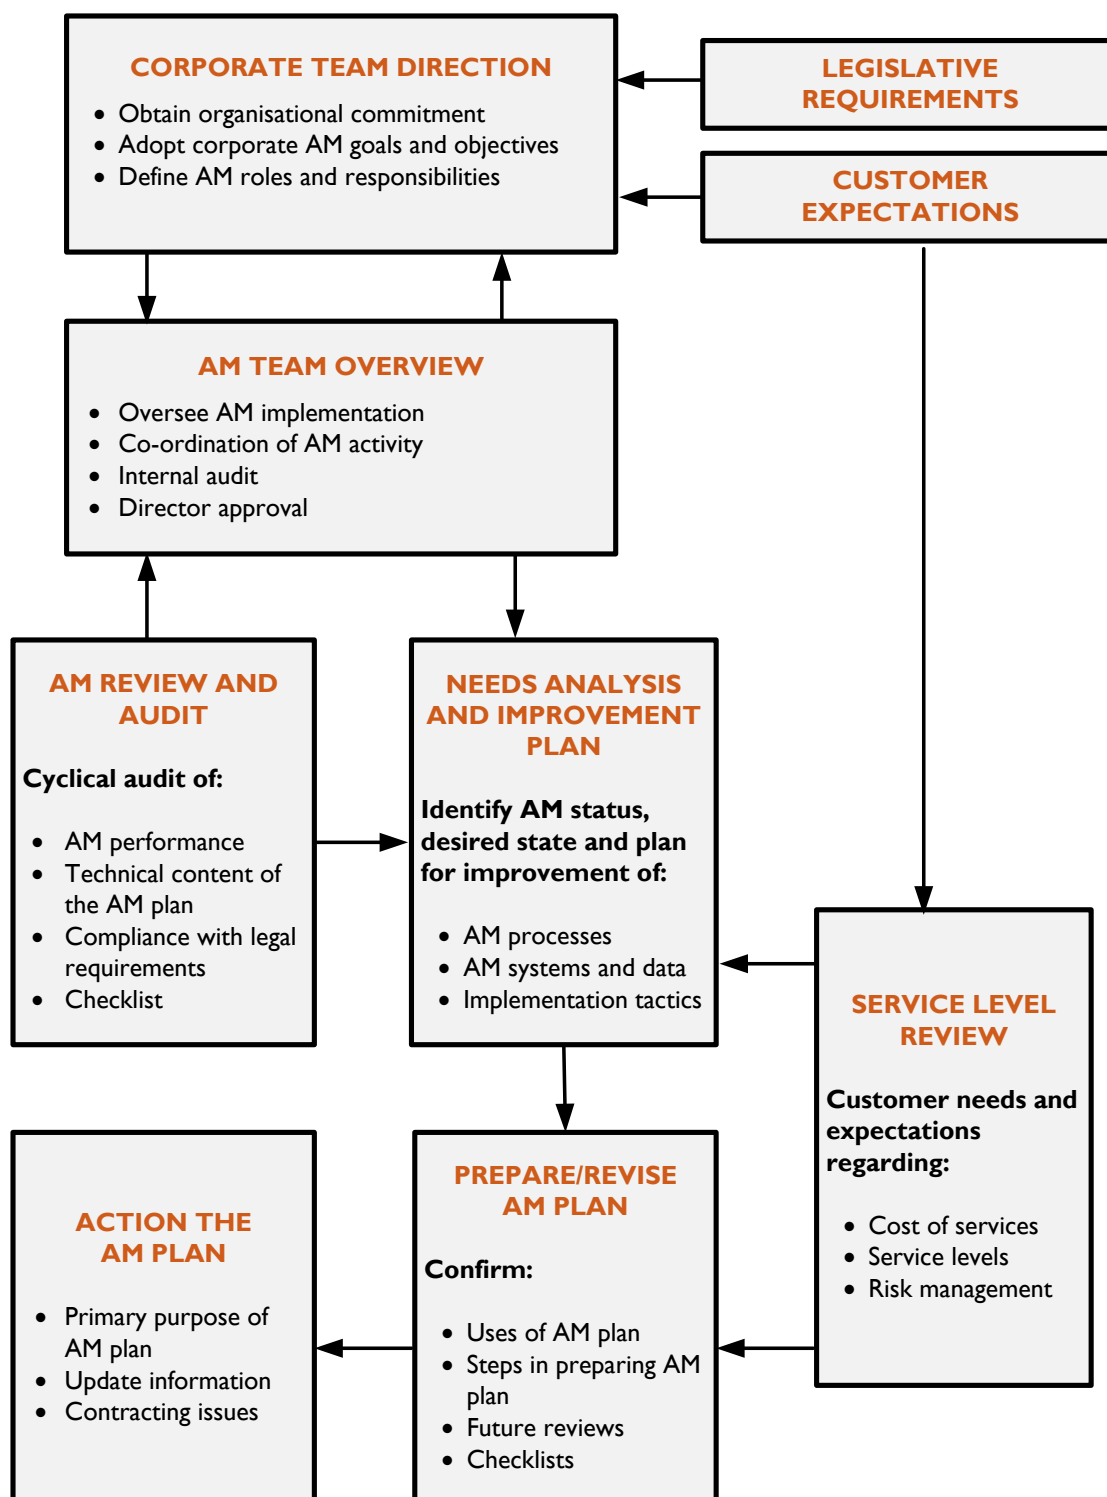 CORPORATE TEAM DIRECTION
• Obtain organisational commitment
• Adopt corporate AM goals and objectives
• Define AM roles and responsibilities
LEGISLATIVE
REQUIREMENTS
CUSTOMER
EXPECTATIONS
AM TEAM OVERVIEW
• Oversee AM implementation
• Co-ordination of AM activity
• Internal audit
• Director approval
AM REVIEW AND
AUDIT
Cyclical audit of:
• AM performance
• Technical content of
the AM plan
• Compliance with legal
requirements
• Checklist
NEEDS ANALYSIS
AND IMPROVEMENT
PLAN
Identify AM status,
desired state and plan
for improvement of:
• AM processes
• AM systems and data
• Implementation tactics
SERVICE LEVEL
REVIEW
Customer needs and
expectations
regarding:
• Cost of services
• Service levels
• Risk management
ACTION THE
AM PLAN
• Primary purpose of
AM plan
• Update information
• Contracting issues
PREPARE/REVISE
AM PLAN
Confirm:
• Uses of AM plan
• Steps in preparing AM
plan
• Future reviews
• Checklists